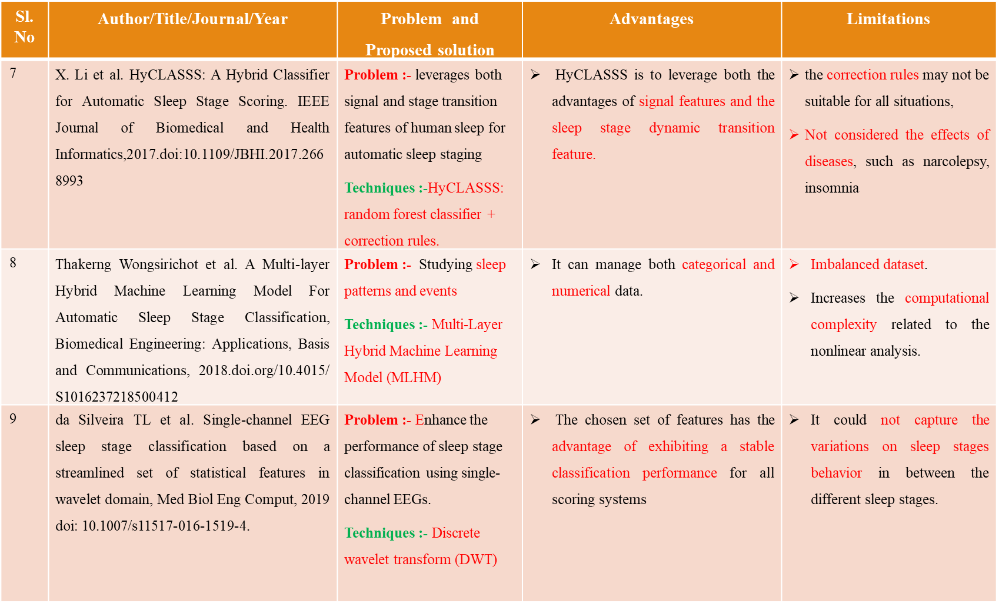 Sl.
No
Author/Title/Journal/Year
Problem and
Proposed solution
Advantages
Limitations
7
X. Li et al. HyCLASSS: A Hybrid Classifier
for Automatic Sleep Stage Scoring. IEEE
Journal of Biomedical and Health
Informatics,2017.doi:10.1109/JBHI.2017.266
8993
Problem :- leverages both
signal and stage transition
features of human sleep for
automatic sleep staging
Techniques :-HyCLASSS:
random forest classifier +
correction rules.
➢ HyCLASSS is to leverage both the
advantages of signal features and the
sleep stage dynamic transition
feature.
➢ the correction rules may not be
suitable for all situations,
➢ Not considered the effects of
diseases, such as narcolepsy,
insomnia
8
Thakerng Wongsirichot et al. A Multi-layer
Hybrid Machine Learning Model For
Automatic Sleep Stage Classification,
Biomedical Engineering: Applications, Basis
and Communications, 2018.doi.org/10.4015/
S1016237218500412
Problem :- Studying sleep
patterns and events
Techniques :- Multi-Layer
Hybrid Machine Learning
Model (MLHM)
➢ It can manage both categorical and
numerical data.
➢ Imbalanced dataset.
➢ Increases the computational
complexity related to the
nonlinear analysis.
9
da Silveira TL et al. Single-channel EEG
sleep stage classification based on a
streamlined set of statistical features in
wavelet domain, Med Biol Eng Comput, 2019
doi: 10.1007/s11517-016-1519-4.
Problem :- Enhance the
performance of sleep stage
classification using single-
channel EEGs.
Techniques :- Discrete
wavelet transform (DWT)
➢ The chosen set of features has the
advantage of exhibiting a stable
classification performance for all
scoring systems
➢ It could not capture the
variations on sleep stages
behavior in between the
different sleep stages.